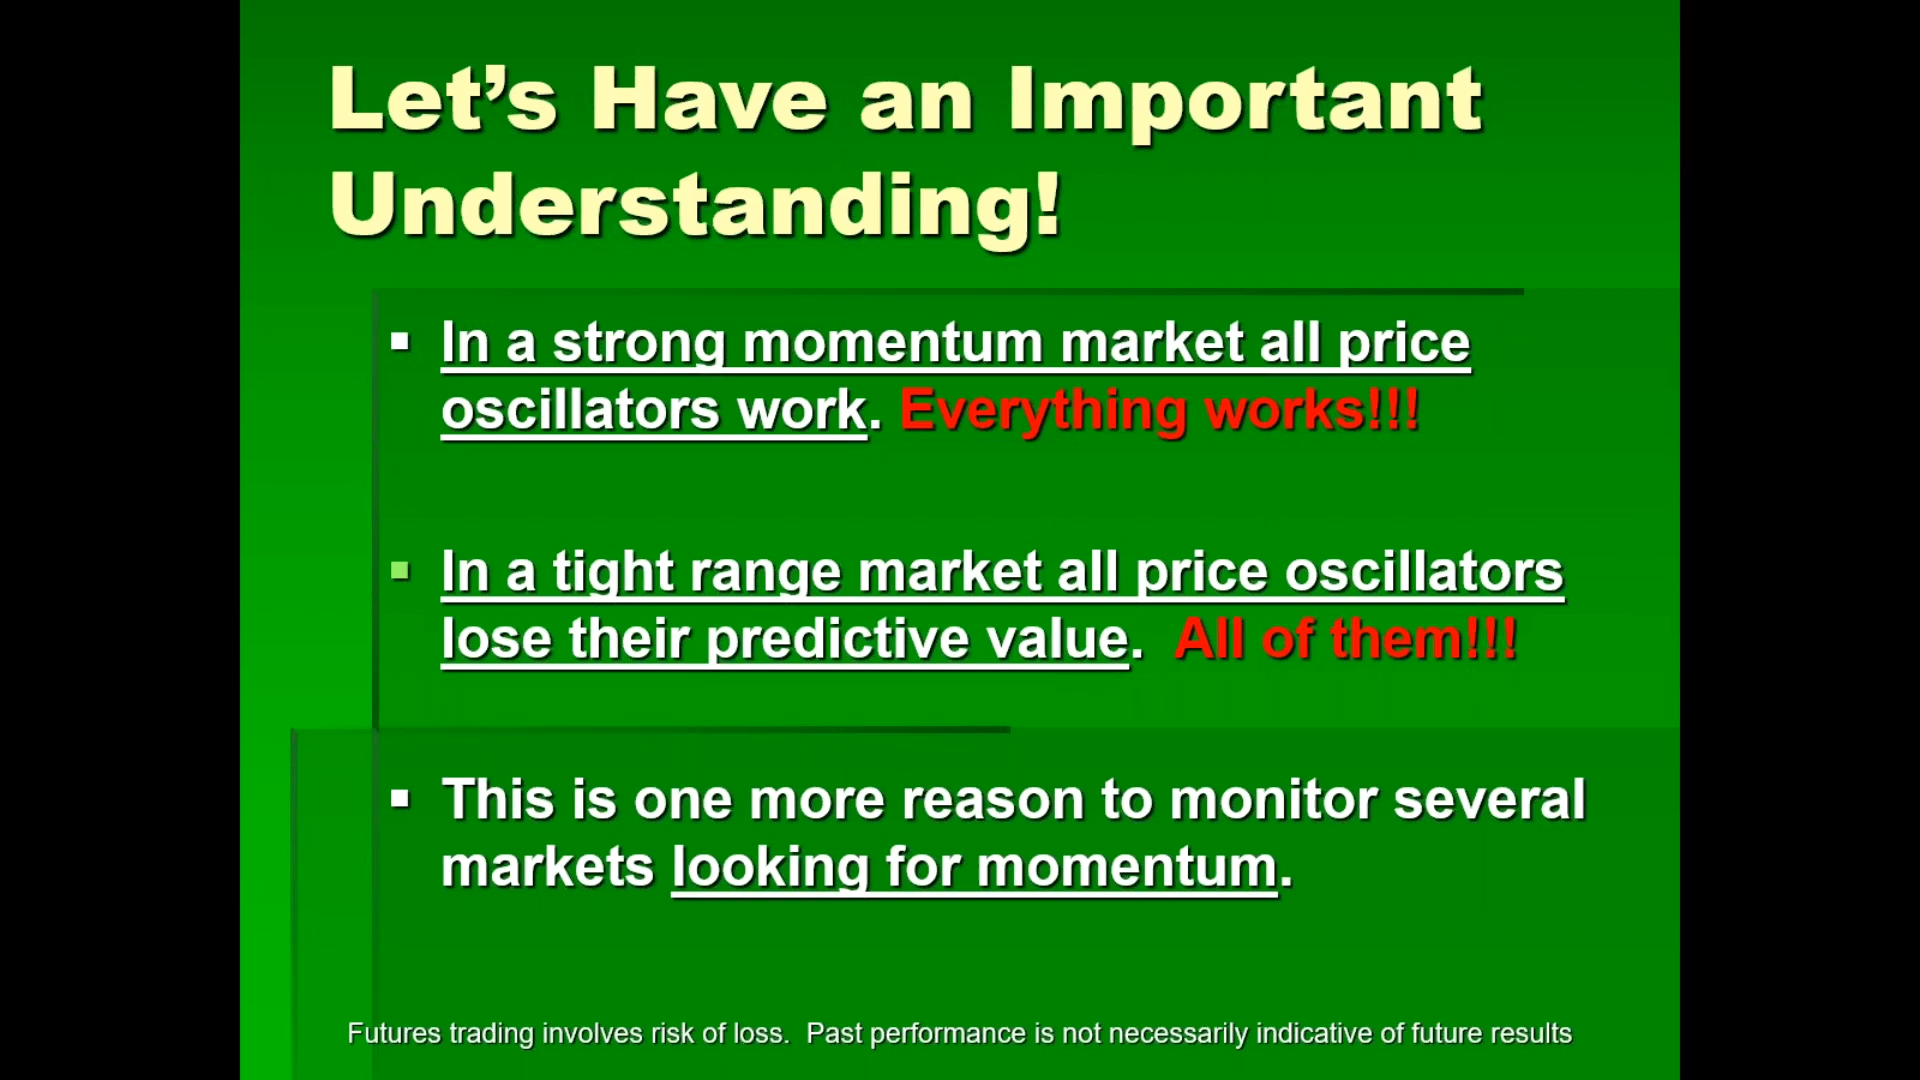 Let’s Have an Important
Understanding!
▪ In a strong momentum market all price
oscillators work. Everything works!!!
▪ In a tight range market all price oscillators
lose their predictive value.  All of them!!!
▪ This is one more reason to monitor several
markets looking for momentum.
Futures trading involves risk of loss.  Past performance is not necessarily indicative of future results